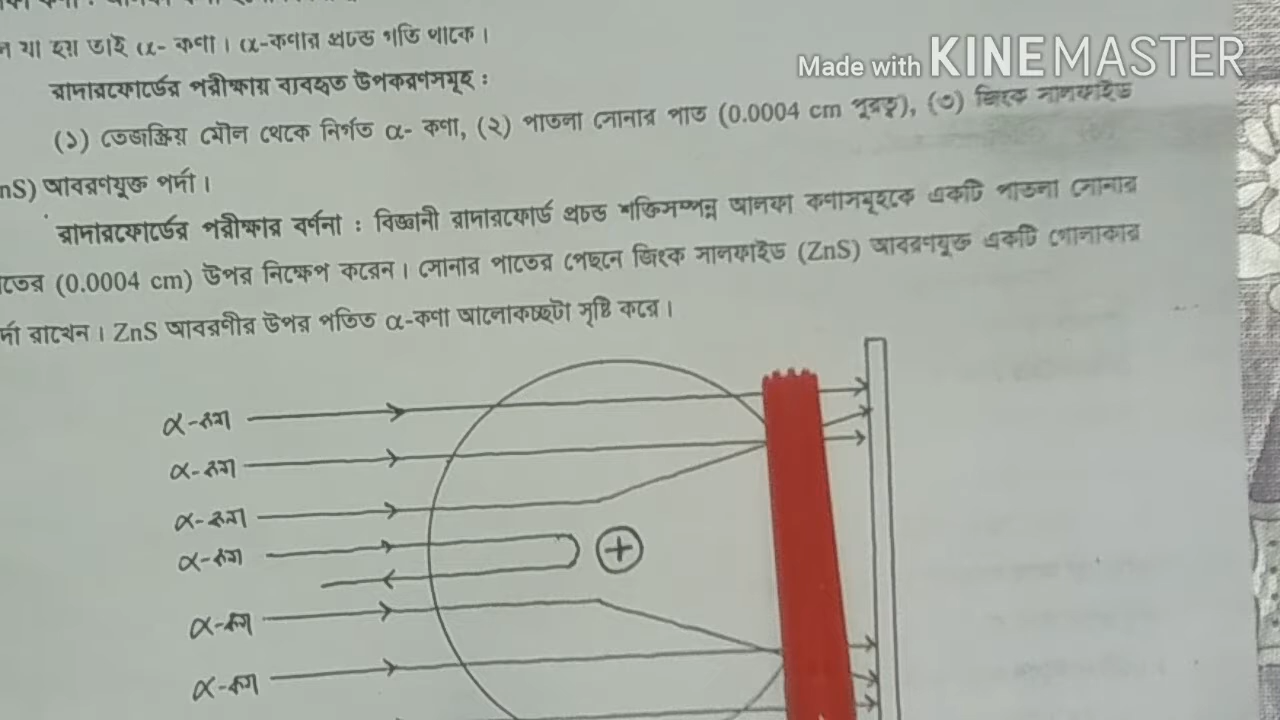 Made with KINEMASTER
যা হয় তাই α- কণা। α-কণার প্রচন্ড গতি থাকে।
রাদারফোর্ডের পরীক্ষায় ব্যবহৃত উপকরণসমূহ :
(১) তেজস্ক্রিয় মৌল থেকে নির্গত α- কণা, (২) পাতলা সোনার পাত (0.0004 cm পুরুত্ব), (৩) জিংক সালফাইড
nS) আবরণযুক্ত পর্দা।
রাদারফোর্ডের পরীক্ষার বর্ণনা : বিজ্ঞানী রাদারফোর্ড প্রচন্ড শক্তিসম্পন্ন আলফা কণাসমূহকে একটি পাতলা সোনার
তের (0.0004 cm) উপর নিক্ষেপ করেন। সোনার পাতের পেছনে জিংক সালফাইড (ZnS) আবরণযুক্ত একটি গোলাকার
র্দা রাখেন। ZnS আবরণীর উপর পতিত α-কণা আলোকচ্ছটা সৃষ্টি করে।
α-কণা
α-কণা
α-কণা
α-কণা
+
α-কণা
α-কণা